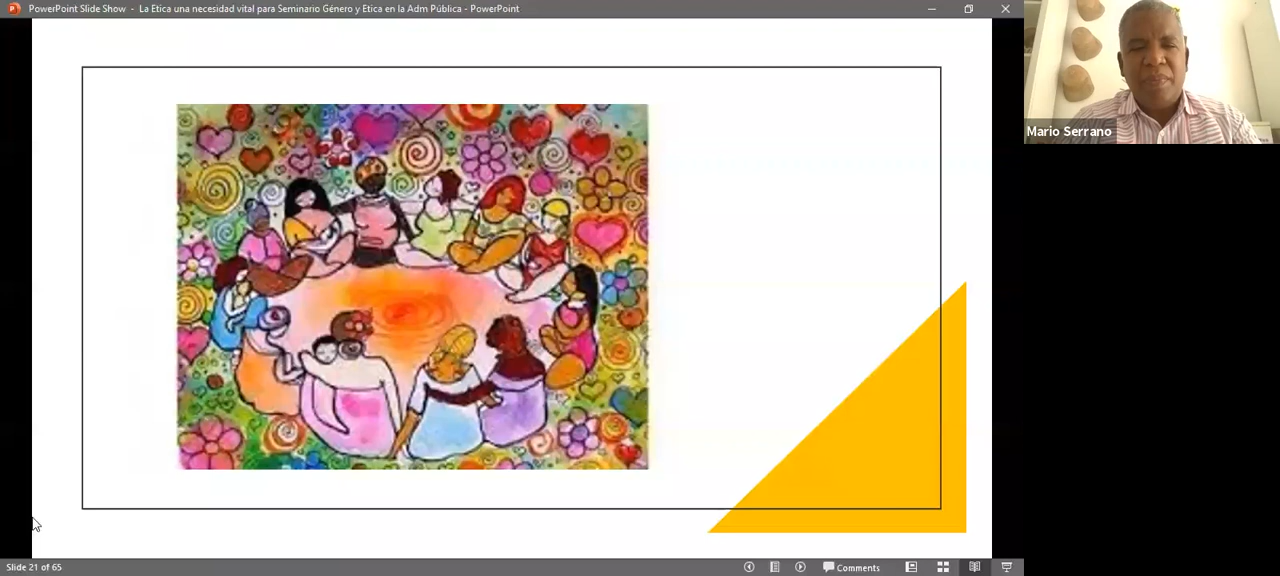 PowerPoint Slide Show - La Etica una necesidad vital para Seminario Género y Etica en la Adm Pública - PowerPoint
Mario Serrano
Slide 21 of 65
Comments